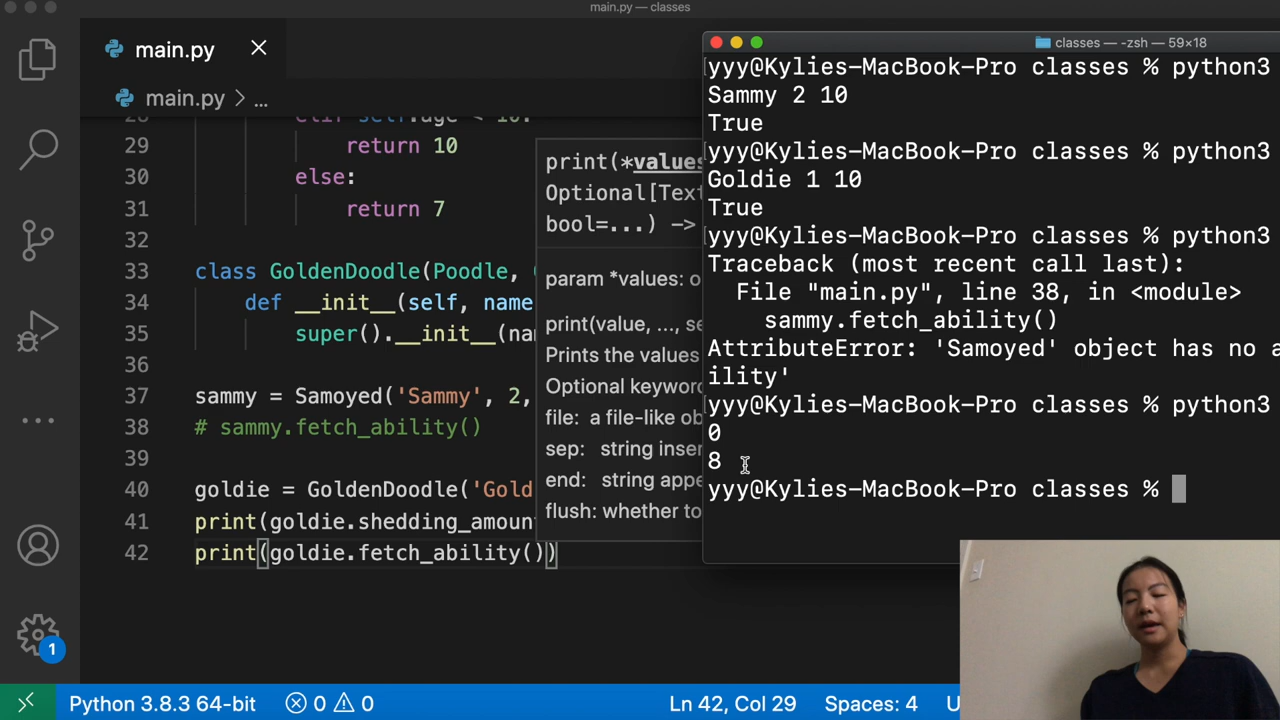 main.py — classes
main.py
main.py > ...
28 elif self.age < 10:
29 return 10
30 else:
31 return 7
32
33 class GoldenDoodle(Poodle,
34 def __init__(self, name
35 super().__init__(na
36
37 sammy = Samoyed('Sammy', 2,
38 # sammy.fetch_ability()
39
40 goldie = GoldenDoodle('Gold
41 print(goldie.shedding_amoun
42 print(goldie.fetch_ability())
print(*values
Optional[Text
bool=...) ->
param *values: o
print(value, ..., se
Prints the values
Optional keyword
file: a file-like ob
sep: string inser
end: string appe
flush: whether to
classes — -zsh — 59×18
yyy@Kylies-MacBook-Pro classes % python3
Sammy 2 10
True
yyy@Kylies-MacBook-Pro classes % python3
Goldie 1 10
True
yyy@Kylies-MacBook-Pro classes % python3
Traceback (most recent call last):
File "main.py", line 38, in <module>
sammy.fetch_ability()
AttributeError: 'Samoyed' object has no a
ility'
yyy@Kylies-MacBook-Pro classes % python3
0
8
yyy@Kylies-MacBook-Pro classes %
1
Python 3.8.3 64-bit 0 0 Ln 42, Col 29 Spaces: 4 U